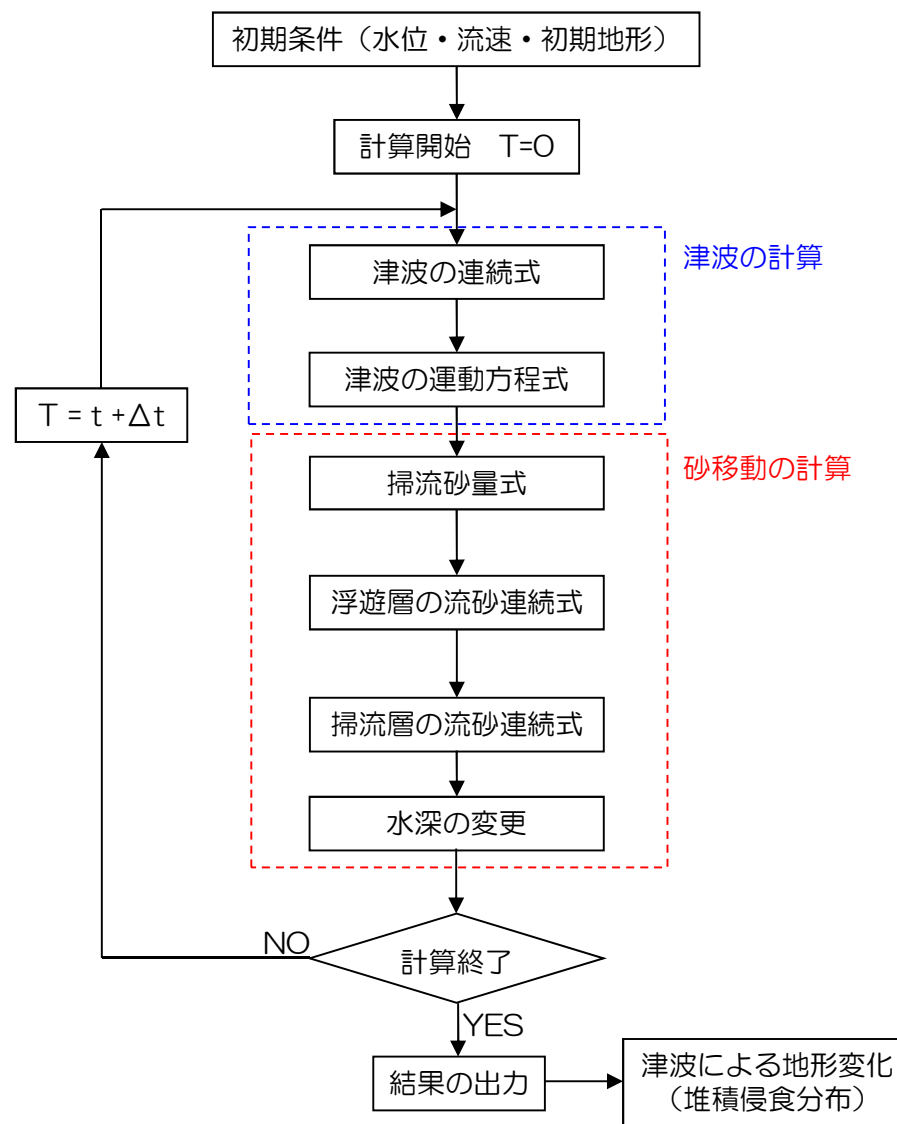 初期条件（水位・流速・初期地形）
計算開始　T=0
津波の計算
津波の連続式
津波の運動方程式
T = t +Δt
砂移動の計算
掃流砂量式
浮遊層の流砂連続式
掃流層の流砂連続式
水深の変更
NO
計算終了
YES
結果の出力
津波による地形変化
（堆積侵食分布）